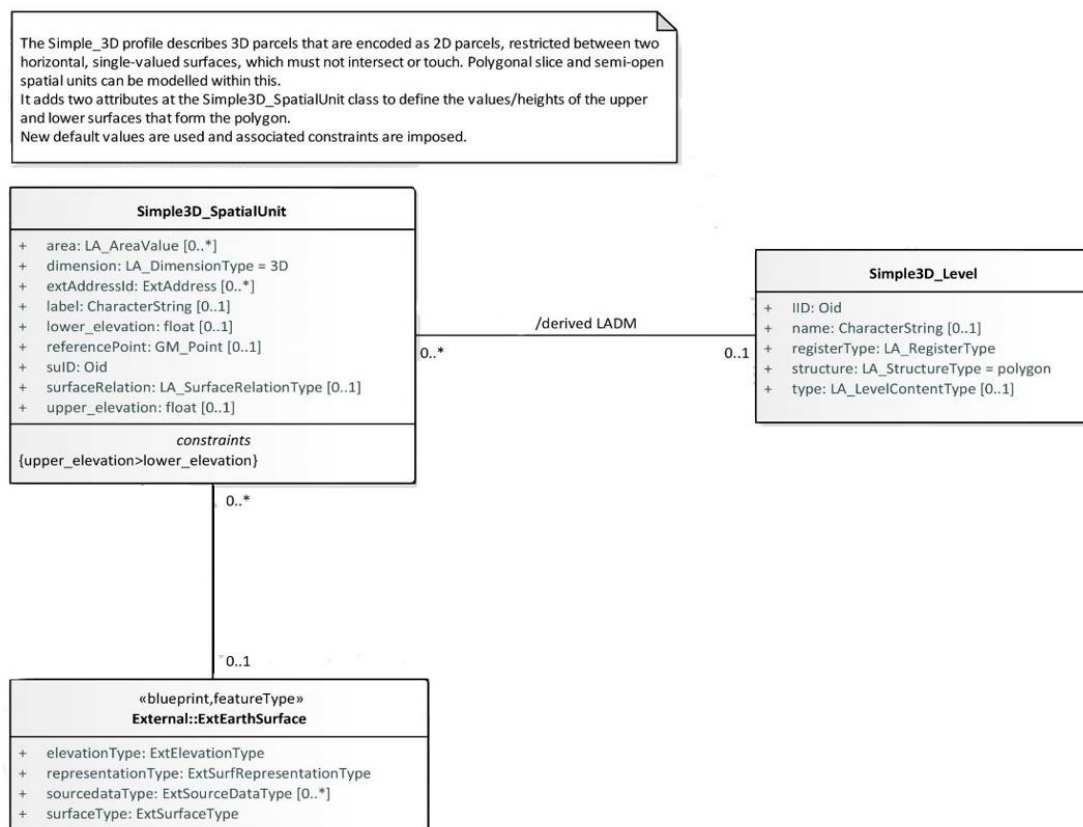 The Simple_3D profile describes 3D parcels that are encoded as 2D parcels, restricted between two
horizontal, single-valued surfaces, which must not intersect or touch. Polygonal slice and semi-open
spatial units can be modelled within this.
It adds two attributes at the Simple3D_SpatialUnit class to define the values/heights of the upper
and lower surfaces that form the polygon.
New default values are used and associated constraints are imposed.
Simple3D_SpatialUnit
+ area: LA_AreaValue [0..*]
+ dimension: LA_DimensionType = 3D
+ extAddressId: ExtAddress [0..*]
+ label: CharacterString [0..1]
+ lower_elevation: float [0..1]
+ referencePoint: GM_Point [0..1]
+ suID: Oid
+ surfaceRelation: LA_SurfaceRelationType [0..1]
+ upper_elevation: float [0..1]
constraints
{upper_elevation>lower_elevation}
/derived LADM
0..*
0..1
Simple3D_Level
+ lID: Oid
+ name: CharacterString [0..1]
+ registerType: LA_RegisterType
+ structure: LA_StructureType = polygon
+ type: LA_LevelContentType [0..1]
0..*
0..1
«blueprint,featureType»
External::ExtEarthSurface
+ elevationType: ExtElevationType
+ representationType: ExtSurfRepresentationType
+ sourcedataType: ExtSourceDataType [0..*]
+ surfaceType: ExtSurfaceType